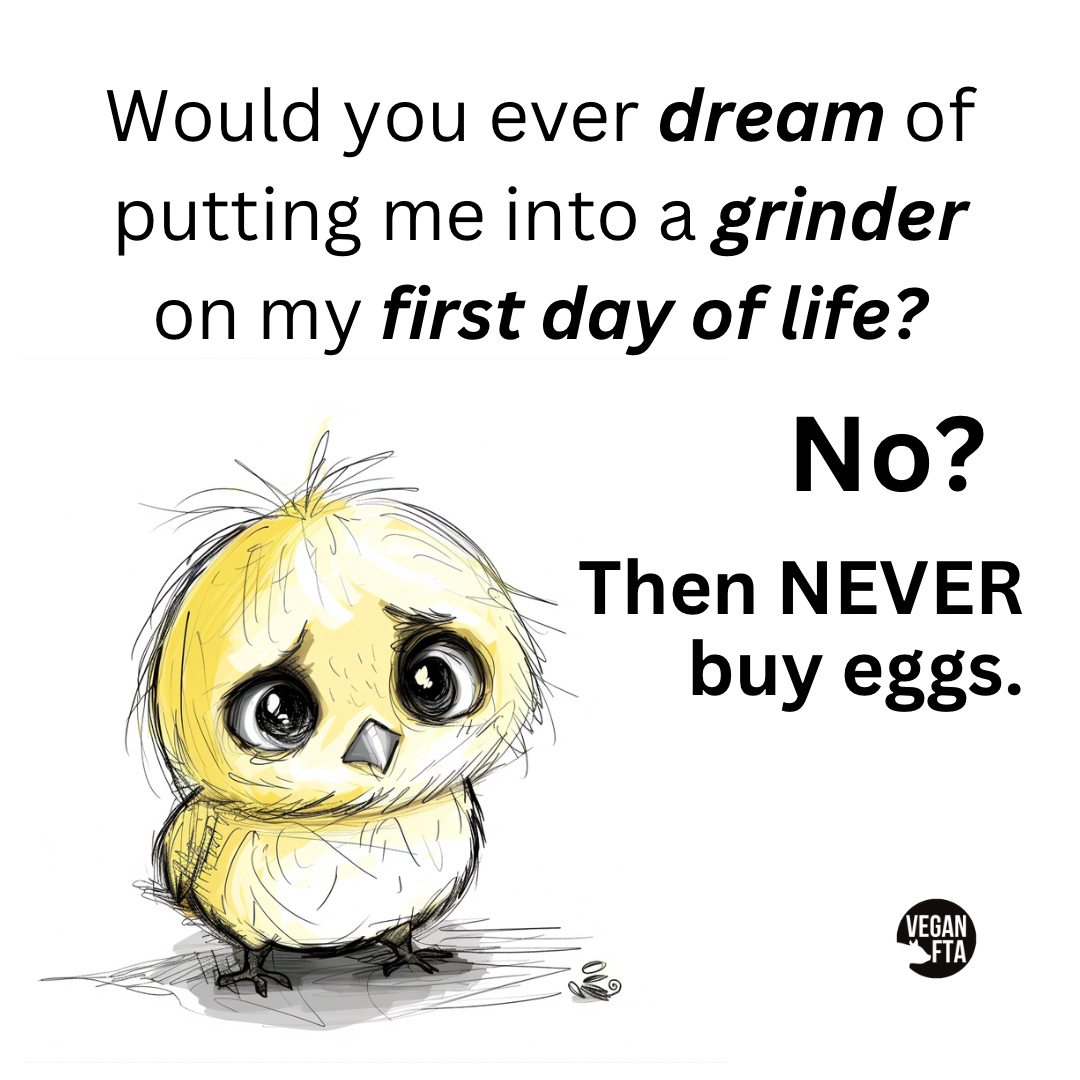 Would you ever dream of
putting me into a grinder
on my first day of life?
No?
Then NEVER
buy eggs.
VEGAN
FTA